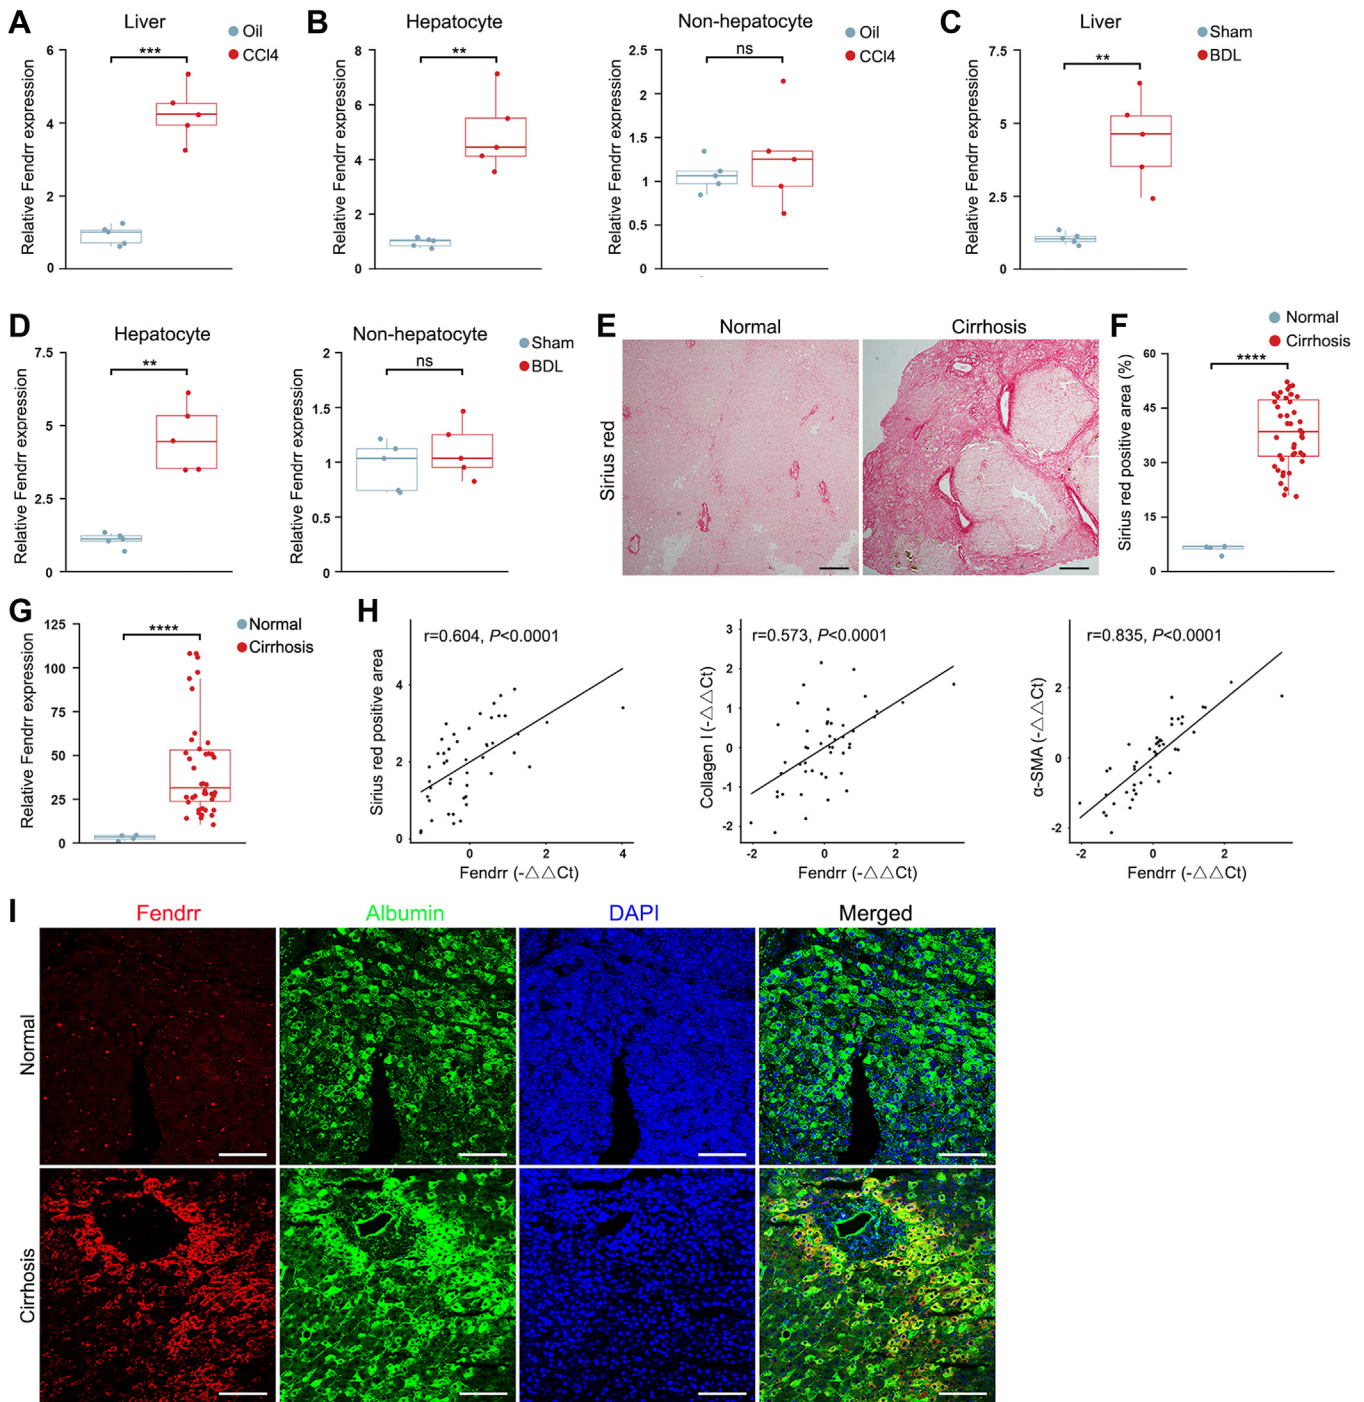 A
Liver
Oil
CCl4
Relative Fendrr expression
6
4
2
0
***
B
Hepatocyte
Relative Fendrr expression
8
6
4
2
0
**
Non-hepatocyte
Oil
CCl4
Relative Fendrr expression
2.5
2
1.5
1
0.5
0
ns
C
Liver
Sham
BDL
Relative Fendrr expression
7.5
5
2.5
0
**
D
Hepatocyte
Relative Fendrr expression
7.5
5
2.5
0
**
Non-hepatocyte
Sham
BDL
Relative Fendrr expression
2
1.5
1
0.5
0
ns
E
Normal
Cirrhosis
Sirius red
F
Normal
Cirrhosis
Sirius red positive area (%)
60
45
30
15
0
****
G
Normal
Cirrhosis
Relative Fendrr expression
125
100
75
50
25
0
****
H
r=0.604, P<0.0001
Sirius red positive area
4
2
0
0 2 4
Fendrr (-△△Ct)
r=0.573, P<0.0001
Collagen I (-△△Ct)
3
2
1
0
-1
-2
-2 0 2
Fendrr (-△△Ct)
r=0.835, P<0.0001
α-SMA (-△△Ct)
2
0
-2
-2 0 2
Fendrr (-△△Ct)
I
Fendrr
Albumin
DAPI
Merged
Normal
Cirrhosis